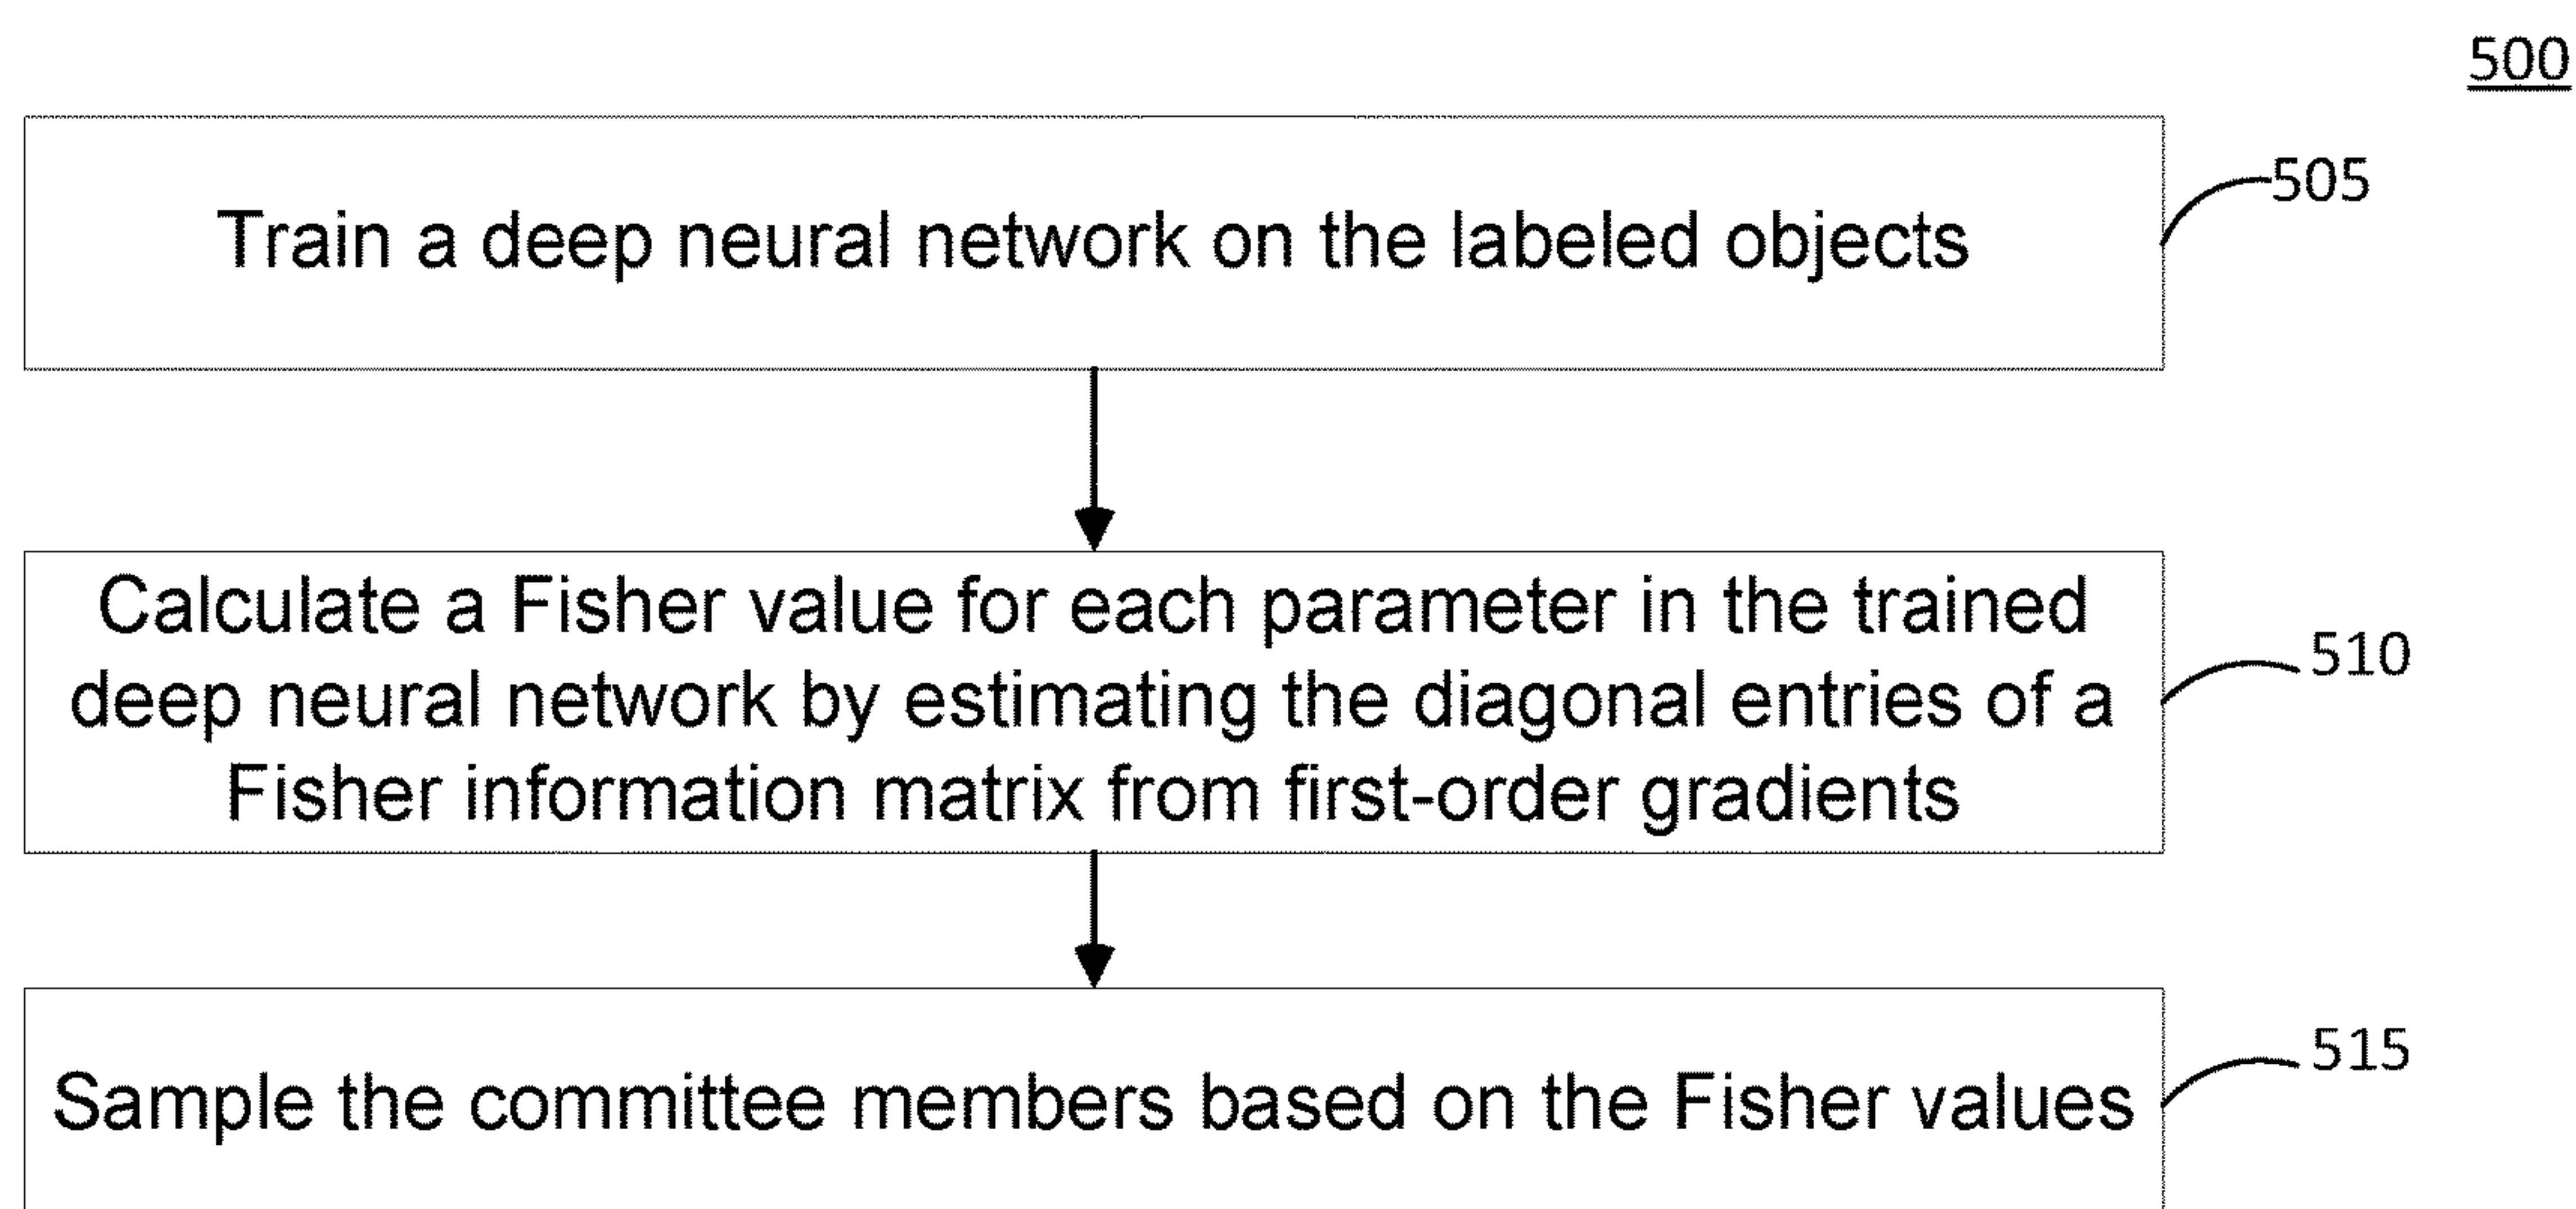 500
Train a deep neural network on the labeled objects
505
Calculate a Fisher value for each parameter in the trained
deep neural network by estimating the diagonal entries of a
Fisher information matrix from first-order gradients
510
Sample the committee members based on the Fisher values
515